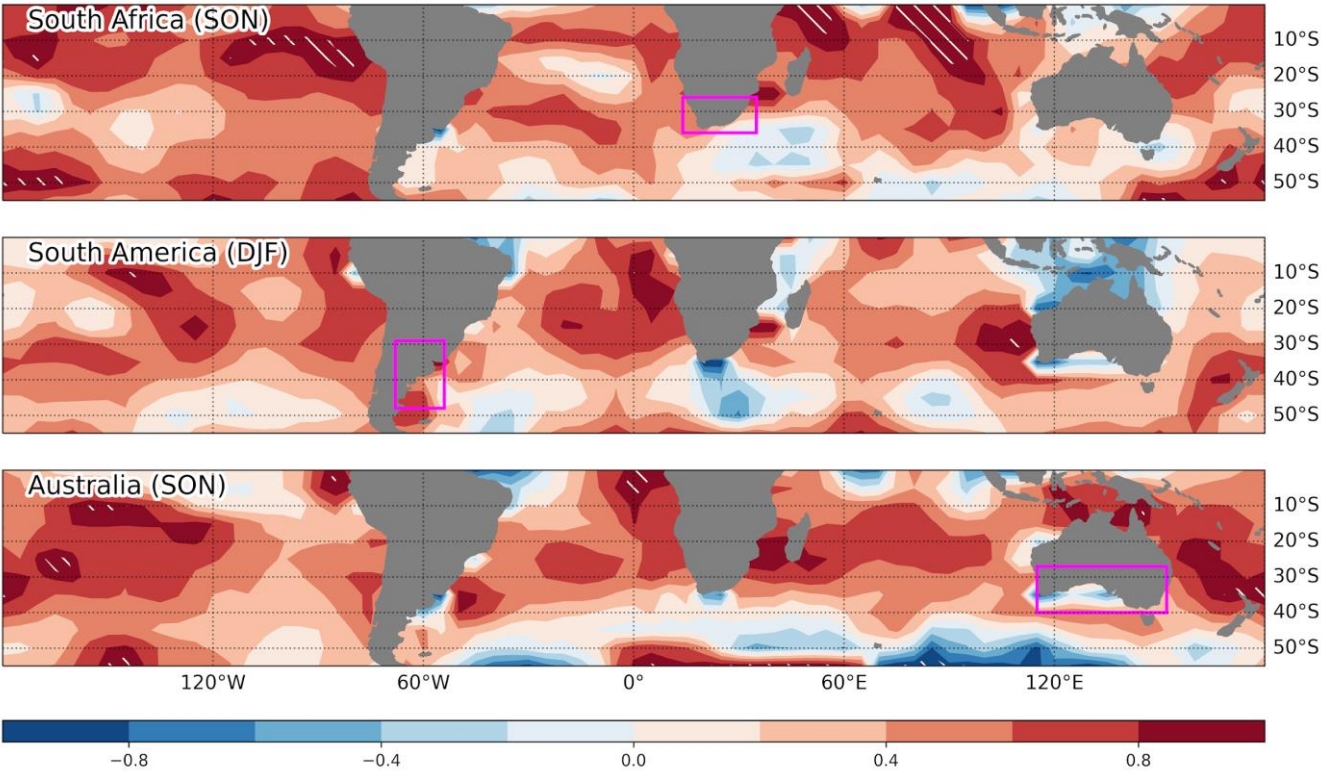 South Africa (SON)
10°S
20°S
30°S
40°S
50°S
South America (DJF)
10°S
20°S
30°S
40°S
50°S
Australia (SON)
10°S
20°S
30°S
40°S
50°S
120°W 60°W 0° 60°E 120°E
−0.8 −0.4 0.0 0.4 0.8